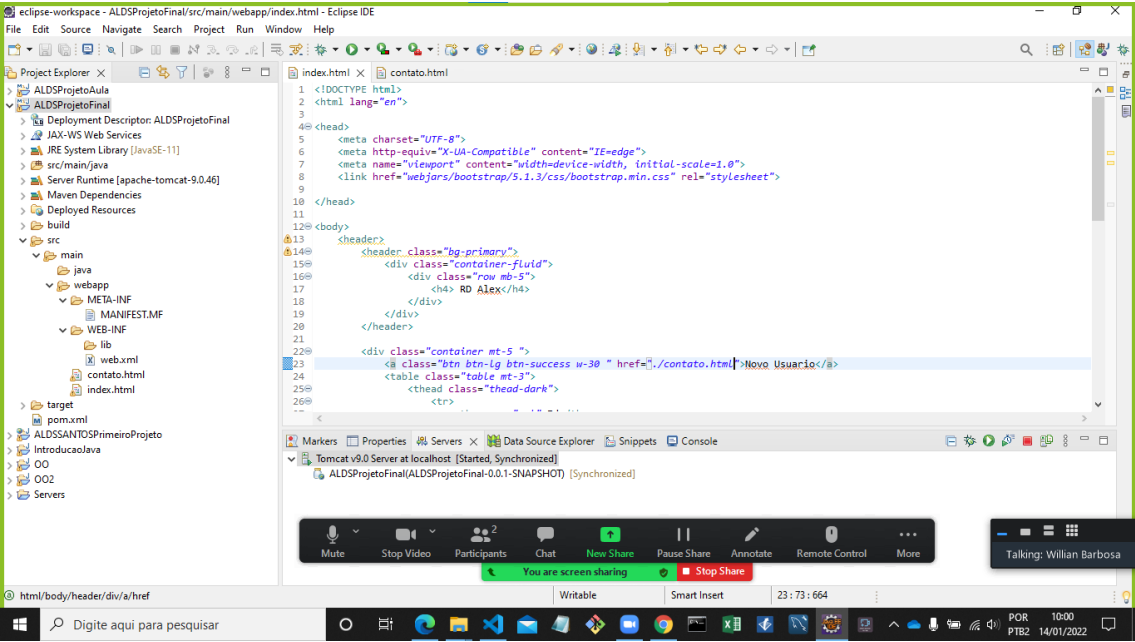 eclipse-workspace - ALDSProjetoFinal/src/main/webapp/index.html - Eclipse IDE
File Edit Source Navigate Search Project Run Window Help
Project Explorer
ALDSProjetoAula
ALDSProjetoFinal
Deployment Descriptor: ALDSProjetoFinal
JAX-WS Web Services
JRE System Library [JavaSE-11]
src/main/java
Server Runtime [apache-tomcat-9.0.46]
Maven Dependencies
Deployed Resources
build
src
main
java
webapp
META-INF
MANIFEST.MF
WEB-INF
lib
web.xml
contato.html
index.html
target
pom.xml
ALDSSANTOSPrimeiroProjeto
IntroducaoJava
OO
OO2
Servers
index.html contato.html
1 <!DOCTYPE html>
2 <html lang="en">
3
4 <head>
5 <meta charset="UTF-8">
6 <meta http-equiv="X-UA-Compatible" content="IE=edge">
7 <meta name="viewport" content="width=device-width, initial-scale=1.0">
8 <link href="webjars/bootstrap/5.1.3/css/bootstrap.min.css" rel="stylesheet">
9
10 </head>
11
12 <body>
13 <header>
14 <header class="bg-primary">
15 <div class="container-fluid">
16 <div class="row mb-5">
17 <h4> RD Alex</h4>
18 </div>
19 </div>
20 </header>
21
22 <div class="container mt-5 ">
23 <a class="btn btn-lg btn-success w-30 " href="./contato.html">Novo Usuario</a>
24 <table class="table mt-3">
25 <thead class="thead-dark">
26 <tr>
Markers Properties Servers Data Source Explorer Snippets Console
Tomcat v9.0 Server at localhost [Started, Synchronized]
ALDSProjetoFinal(ALDSProjetoFinal-0.0.1-SNAPSHOT) [Synchronized]
2
Mute Stop Video Participants Chat New Share Pause Share Annotate Remote Control More
You are screen sharing Stop Share
Talking: Willian Barbosa
html/body/header/div/a/href Writable Smart Insert 23 : 73 : 664
Digite aqui para pesquisar
POR
PTB2
10:00
14/01/2022